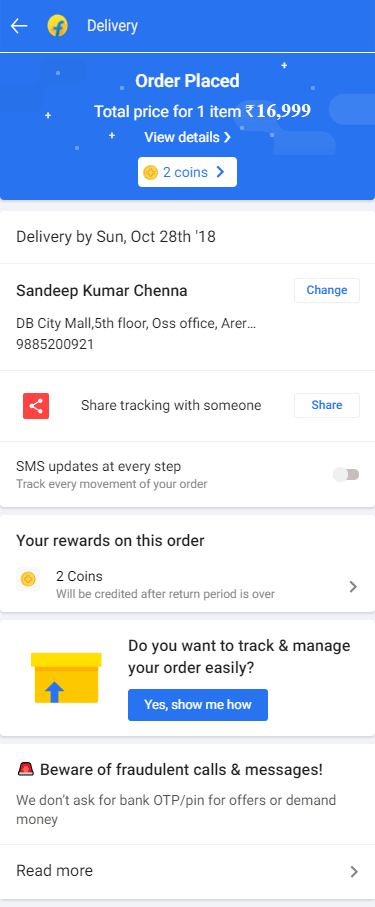 Delivery
Order Placed
Total price for 1 item ₹16,999
View details ❯
2 coins
Delivery by Sun, Oct 28th '18
Sandeep Kumar Chenna
Change
DB City Mall,5th floor, Oss office, Arer...
9885200921
Share tracking with someone
Share
SMS updates at every step
Track every movement of your order
Your rewards on this order
2 Coins
Will be credited after return period is over
Do you want to track & manage
your order easily?
Yes, show me how
🚨 Beware of fraudulent calls & messages!
We don't ask for bank OTP/pin for offers or demand
money
Read more